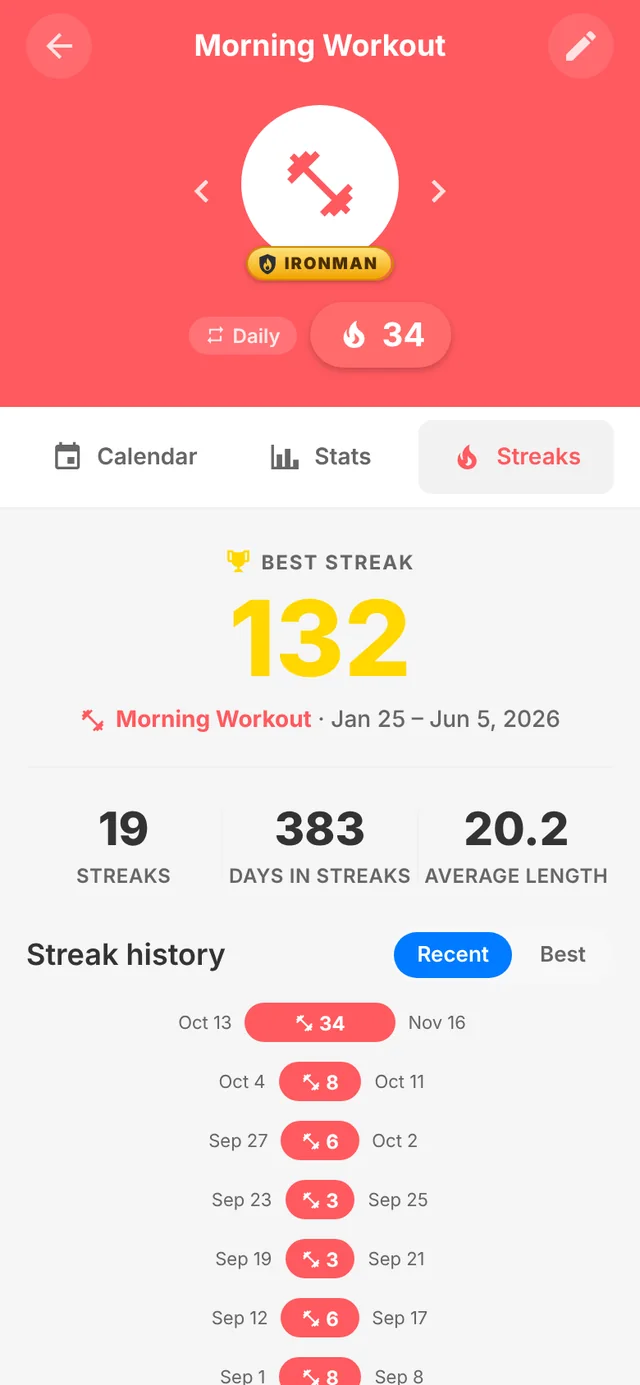 Morning Workout
IRONMAN
Daily 34
Calendar Stats Streaks
BEST STREAK
132
Morning Workout · Jan 25 – Jun 5, 2026
19 383 20.2
STREAKS DAYS IN STREAKS AVERAGE LENGTH
Streak history Recent Best
Oct 13 34 Nov 16
Oct 4 8 Oct 11
Sep 27 6 Oct 2
Sep 23 3 Sep 25
Sep 19 3 Sep 21
Sep 12 6 Sep 17
Sep 1 8 Sep 8